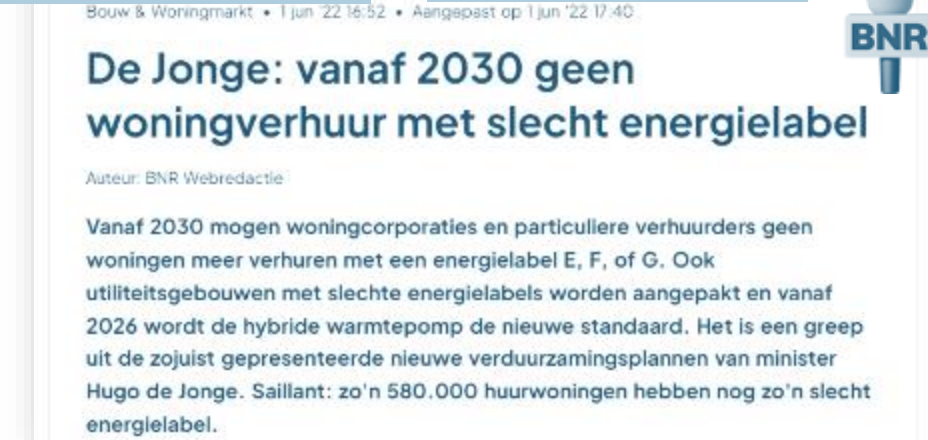 Bouw & Woningmarkt • 1 jun '22 16:52 • Aangepast op 1 jun '22 17:40
BNR
De Jonge: vanaf 2030 geen
woningverhuur met slecht energielabel
Auteur: BNR Webredactie
Vanaf 2030 mogen woningcorporaties en particuliere verhuurders geen
woningen meer verhuren met een energielabel E, F, of G. Ook
utiliteitsgebouwen met slechte energielabels worden aangepakt en vanaf
2026 wordt de hybride warmtepomp de nieuwe standaard. Het is een greep
uit de zojuist gepresenteerde nieuwe verduurzamingsplannen van minister
Hugo de Jonge. Saillant: zo'n 580.000 huurwoningen hebben nog zo'n slecht
energielabel.